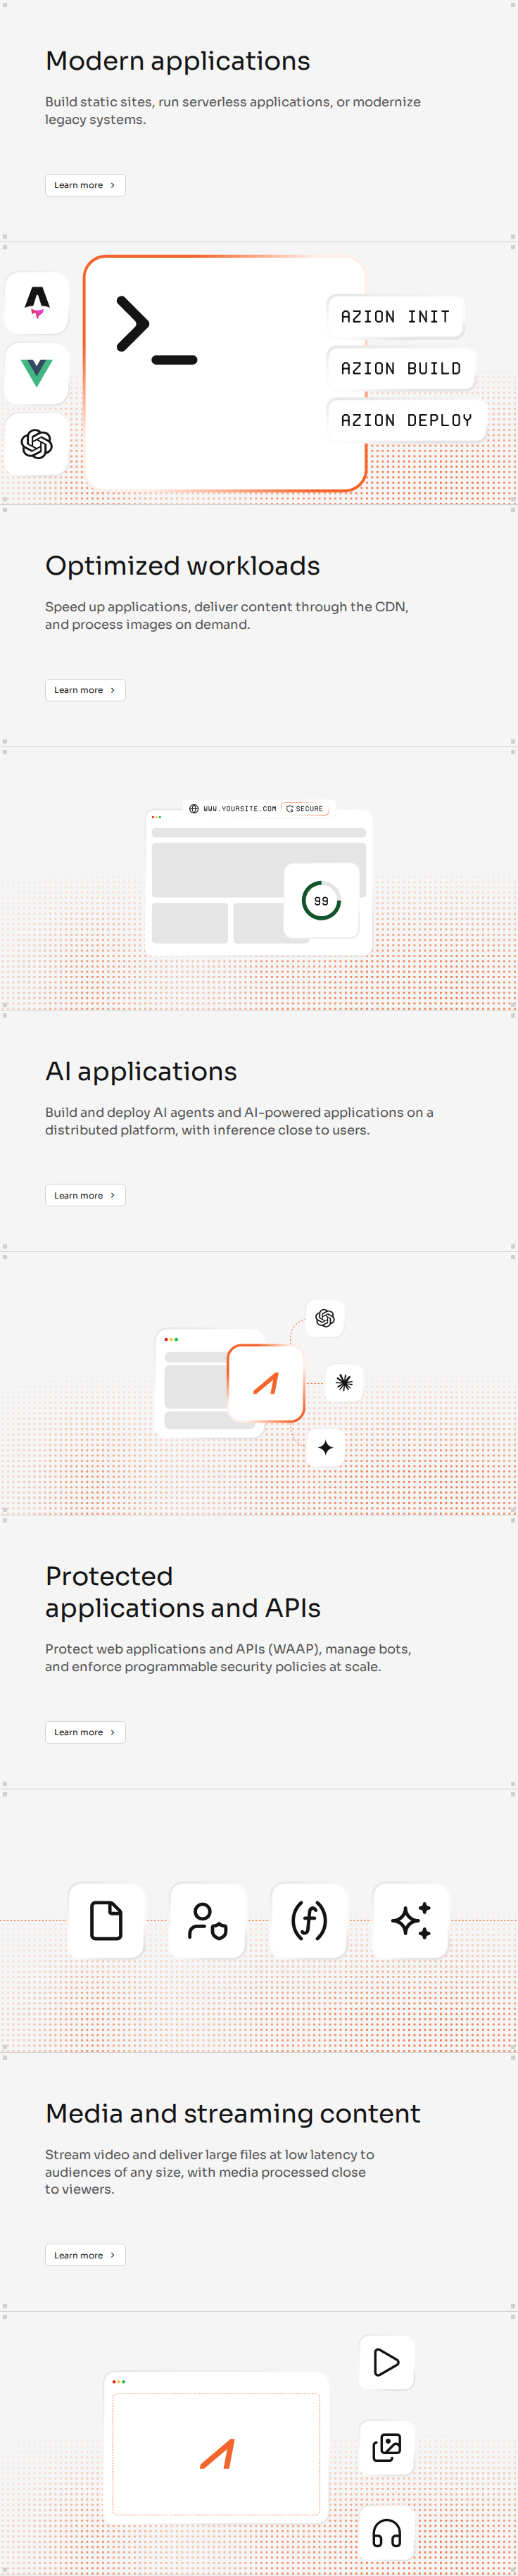 Modern applications
Build static sites, run serverless applications, or modernize
legacy systems.
Learn more
AZION INIT
AZION BUILD
AZION DEPLOY
Optimized workloads
Speed up applications, deliver content through the CDN,
and process images on demand.
Learn more
WWW.YOURSITE.COM SECURE
99
AI applications
Build and deploy AI agents and AI-powered applications on a
distributed platform, with inference close to users.
Learn more
Protected
applications and APIs
Protect web applications and APIs (WAAP), manage bots,
and enforce programmable security policies at scale.
Learn more
Media and streaming content
Stream video and deliver large files at low latency to
audiences of any size, with media processed close
to viewers.
Learn more